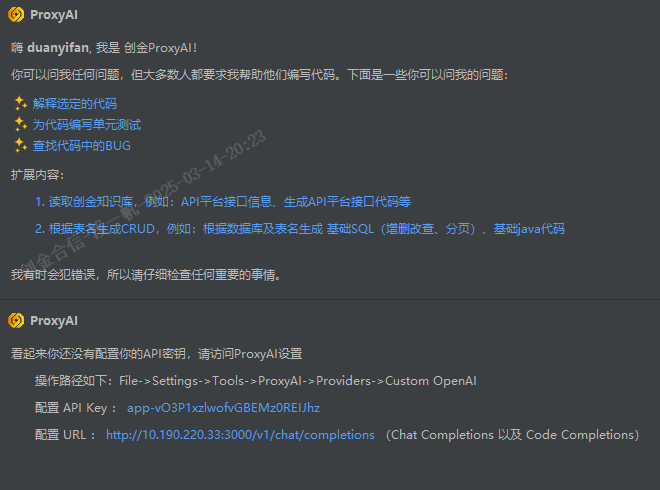 ProxyAI
嗨 duanyifan, 我是 创金ProxyAI！
你可以问我任何问题，但大多数人都要求我帮助他们编写代码。下面是一些你可以问我的问题：
解释选定的代码
为代码编写单元测试
查找代码中的BUG
扩展内容：
1. 读取创金知识库，例如：API平台接口信息、生成API平台接口代码等
2. 根据表名生成CRUD，例如：根据数据库及表名生成 基础SQL（增删改查、分页）、基础java代码
我有时会犯错误，所以请仔细检查任何重要的事情。
ProxyAI
看起来你还没有配置你的API密钥，请访问ProxyAI设置
操作路径如下：File->Settings->Tools->ProxyAI->Providers->Custom OpenAI
配置 API Key： app-vO3P1xzlwofvGBEMz0REIJhz
配置 URL： http://10.190.220.33:3000/v1/chat/completions （Chat Completions 以及 Code Completions）
创金合信 一帆-2025-03-14-20:23